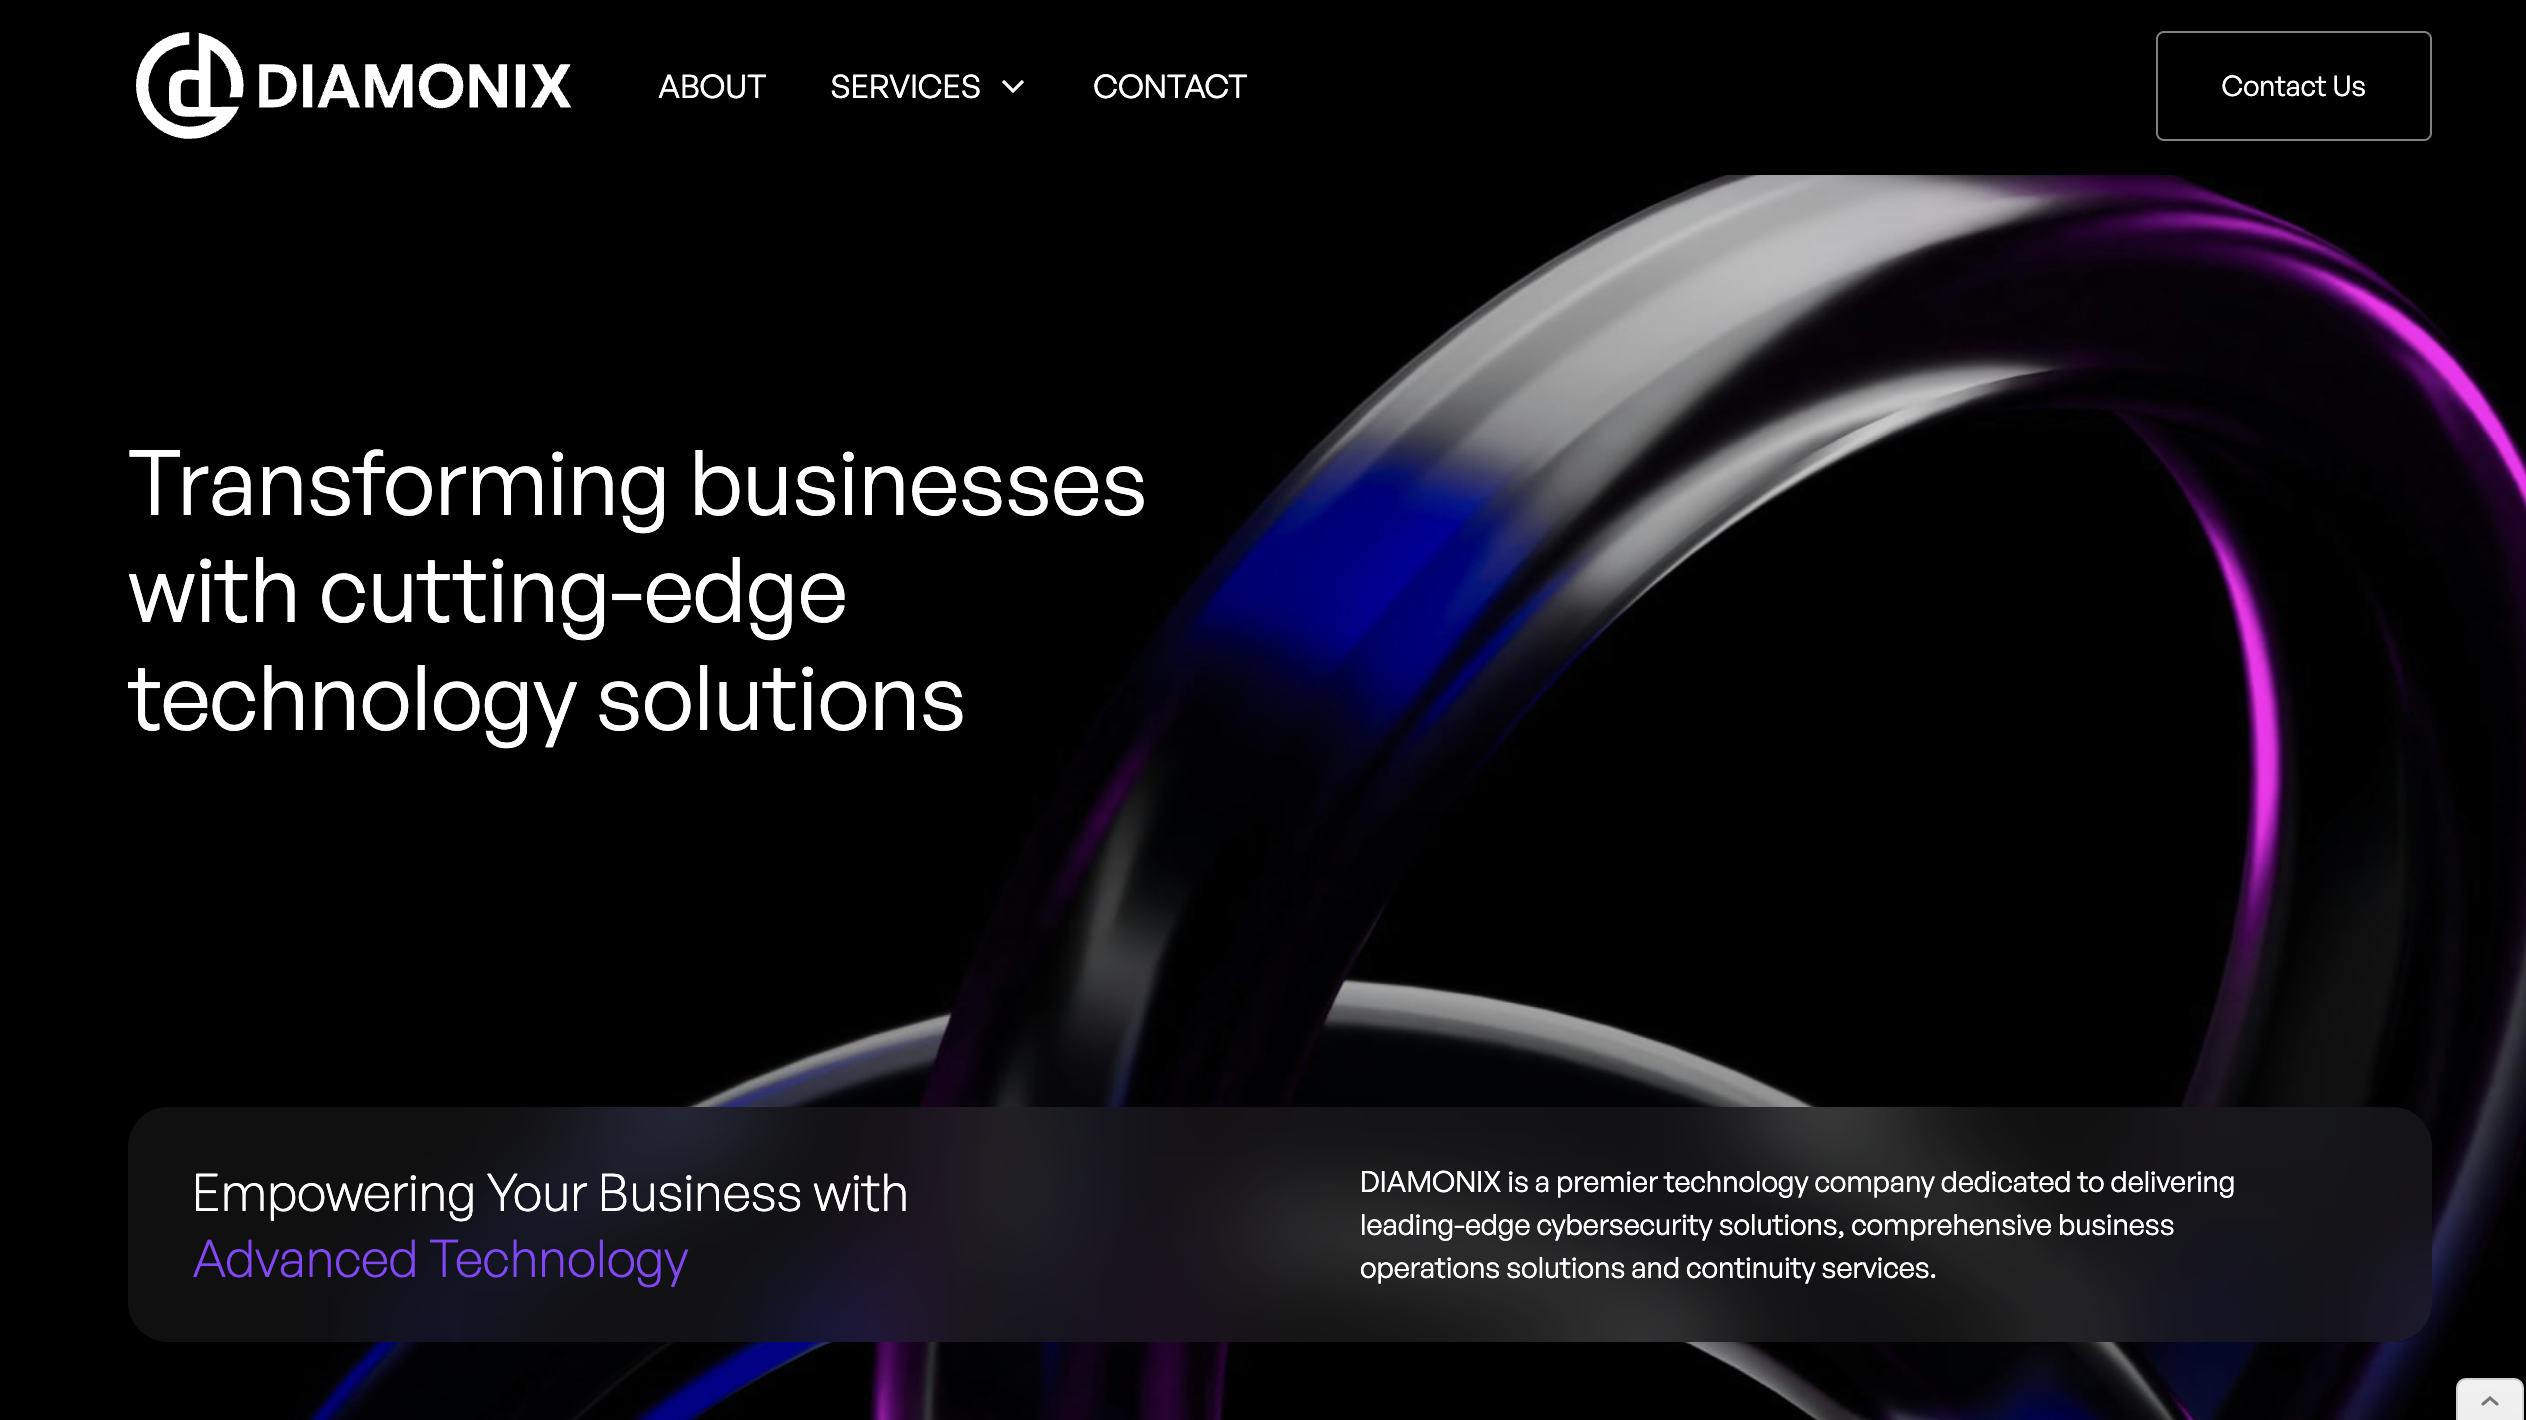 DIAMONIX
ABOUT
SERVICES
CONTACT
Contact Us
Transforming businesses
with cutting-edge
technology solutions
Empowering Your Business with
Advanced Technology
DIAMONIX is a premier technology company dedicated to delivering
leading-edge cybersecurity solutions, comprehensive business
operations solutions and continuity services.